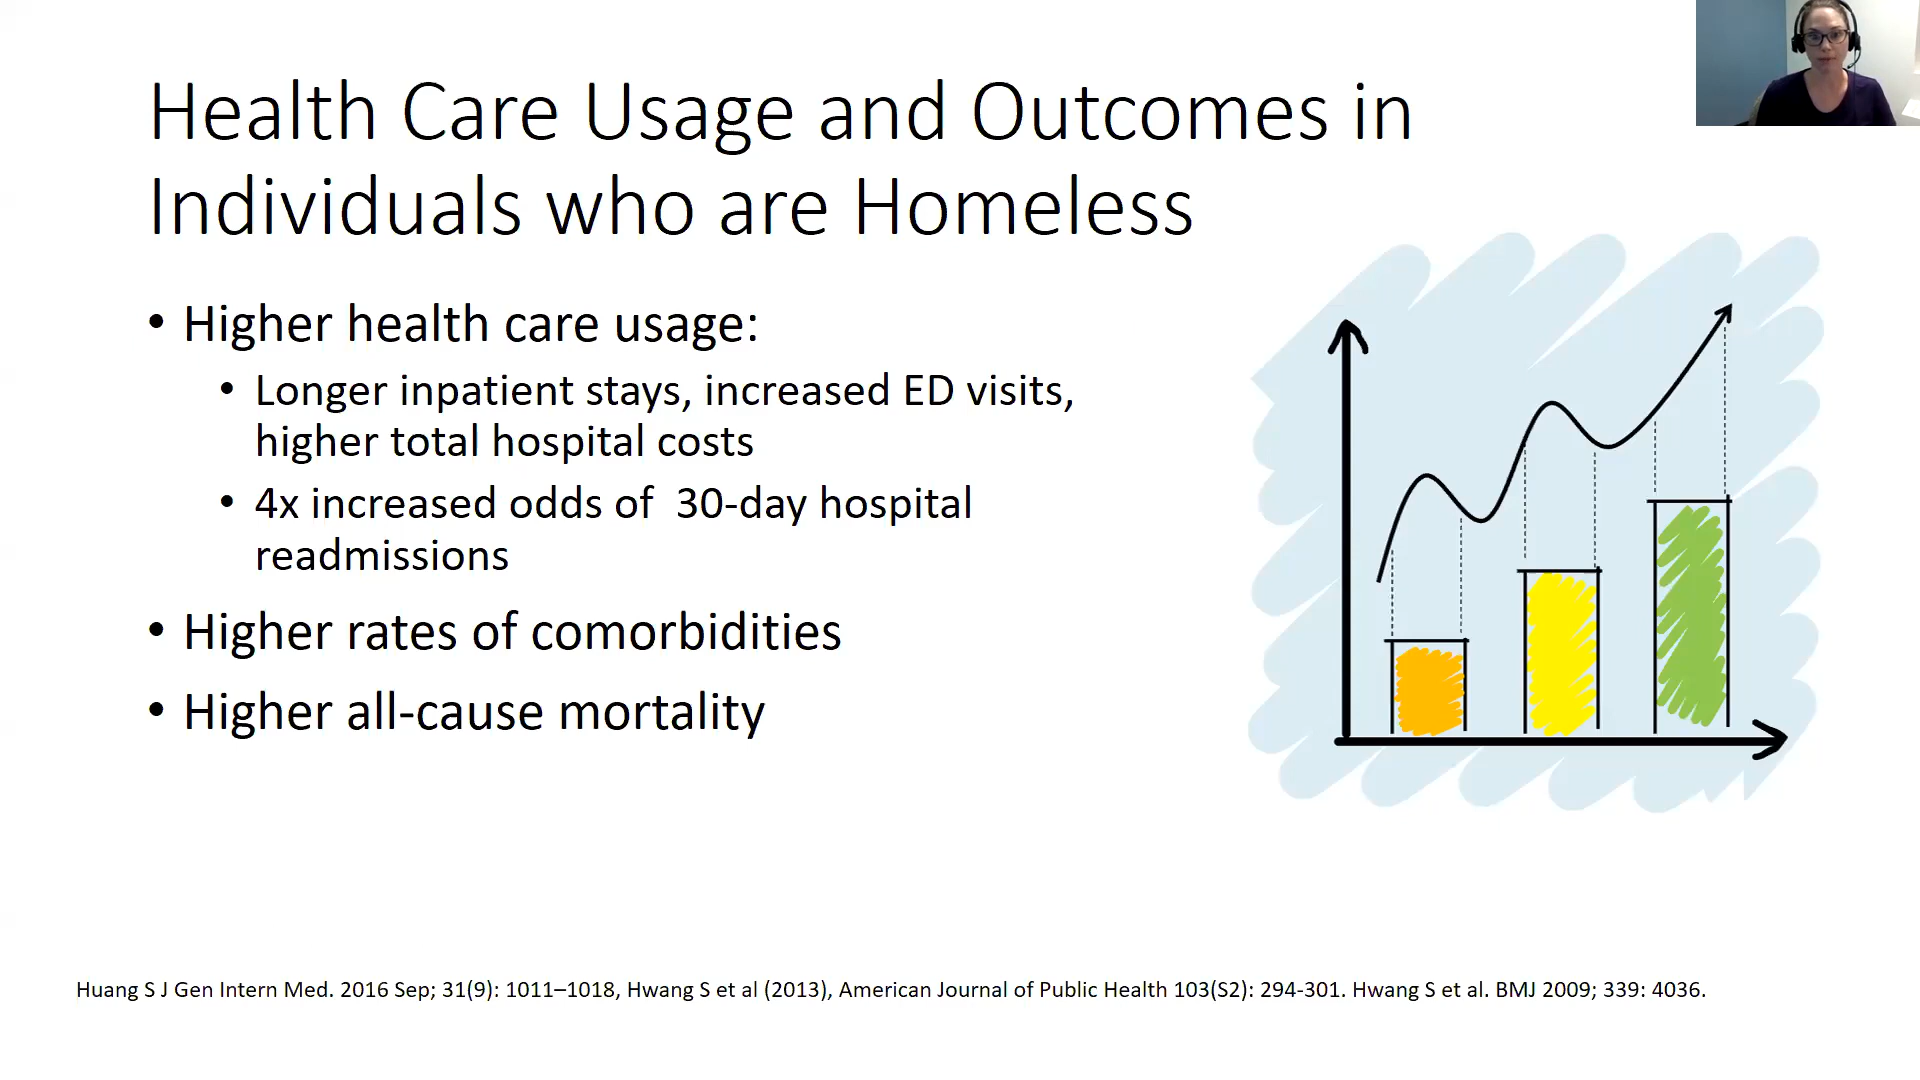 Health Care Usage and Outcomes in
Individuals who are Homeless
• Higher health care usage:
• Longer inpatient stays, increased ED visits,
higher total hospital costs
• 4x increased odds of  30-day hospital
readmissions
• Higher rates of comorbidities
• Higher all-cause mortality
Huang S J Gen Intern Med. 2016 Sep; 31(9): 1011–1018, Hwang S et al (2013), American Journal of Public Health 103(S2): 294-301. Hwang S et al. BMJ 2009; 339: 4036.